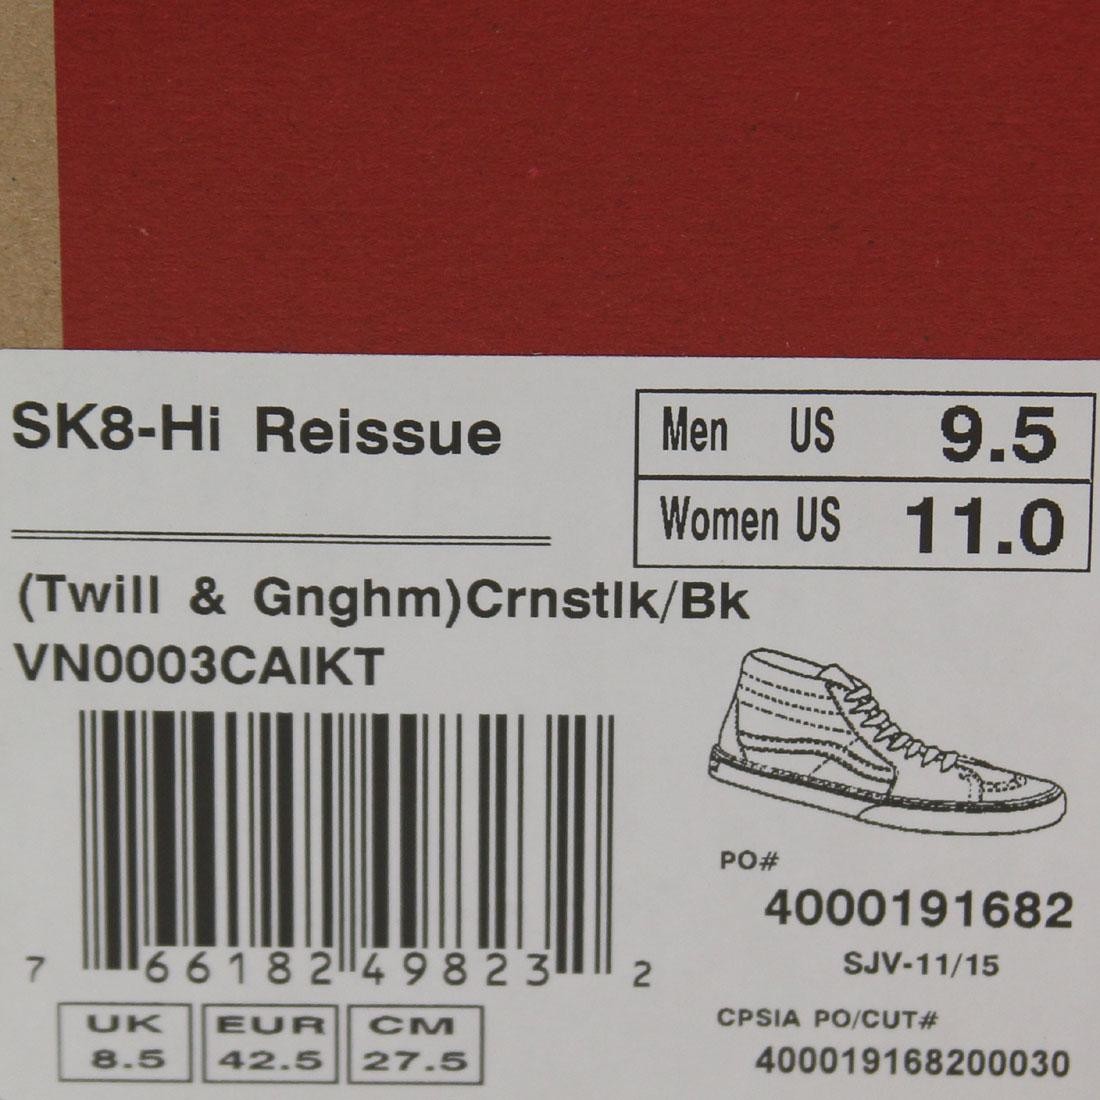 SK8-Hi Reissue
Men US 9.5
Women US 11.0
(Twill & Gnghm)Crnstlk/Bk
VN0003CAIKT
7 66182 49823 2
PO#
4000191682
SJV-11/15
CPSIA PO/CUT#
400019168200030
UK EUR CM
8.5 42.5 27.5